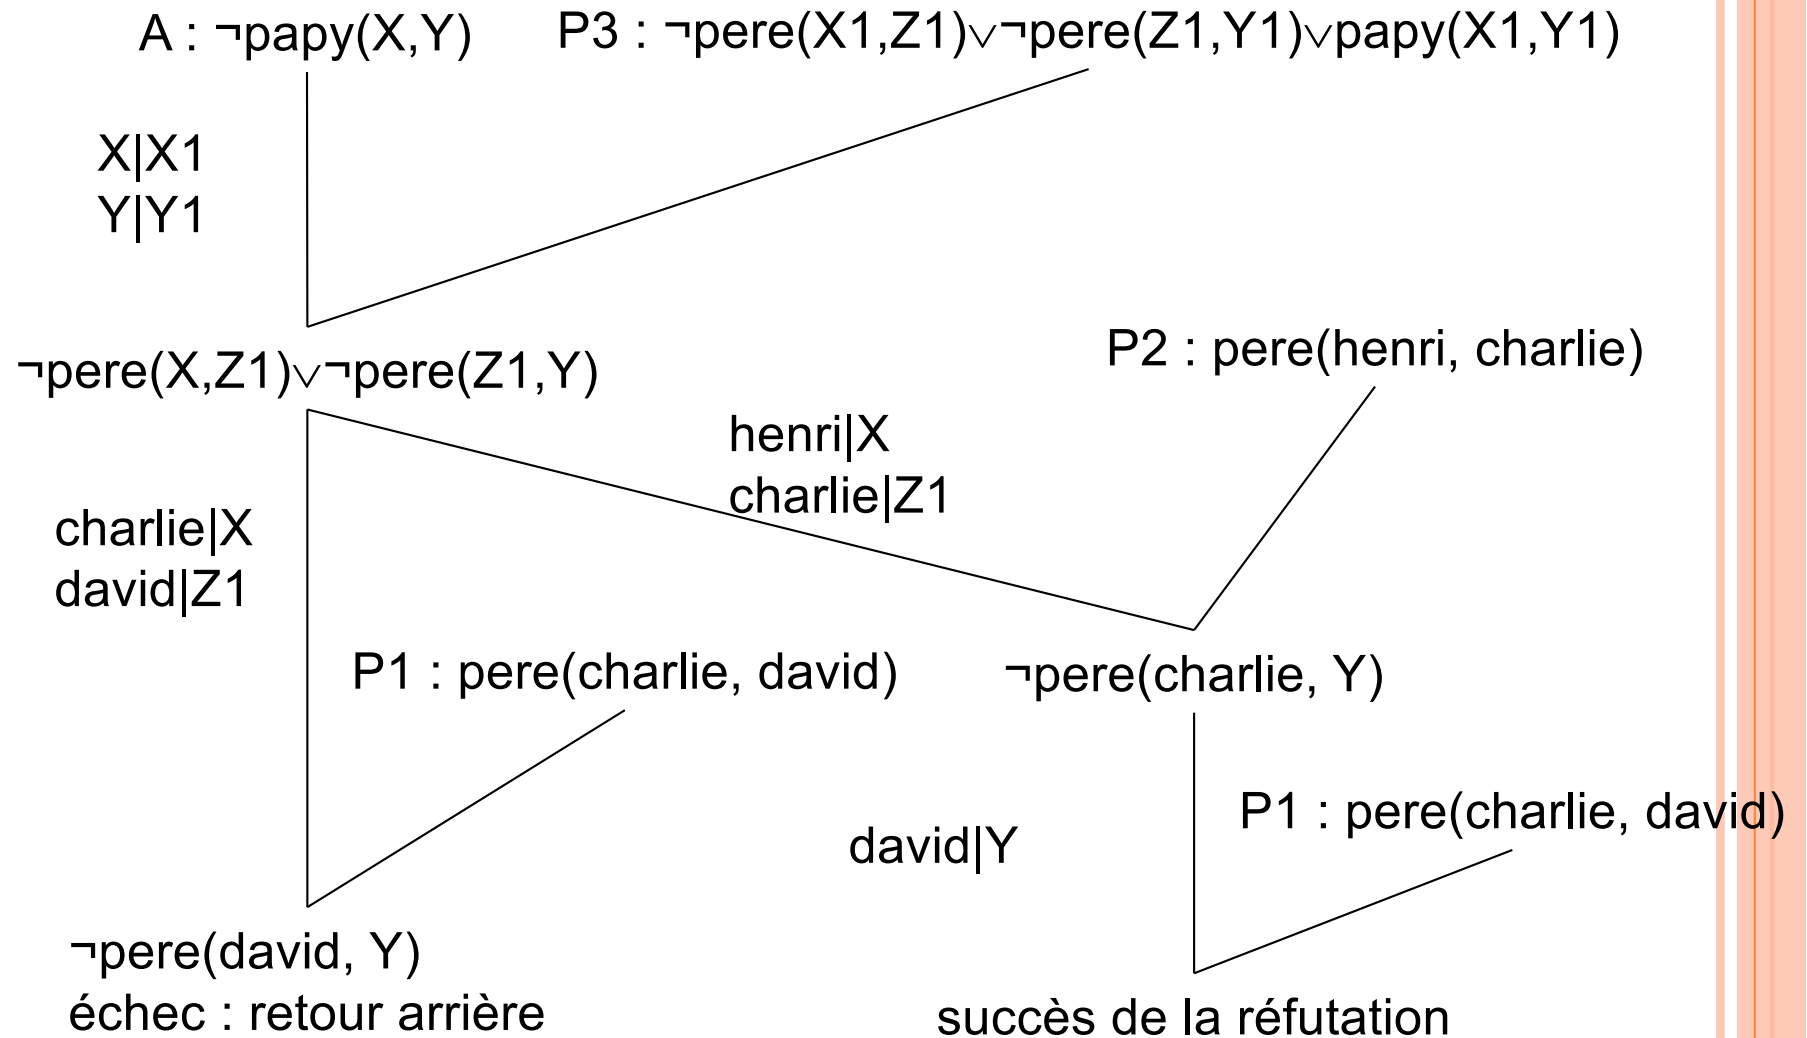 A : ¬papy(X,Y)
P3 : ¬pere(X1,Z1)∨¬pere(Z1,Y1)∨papy(X1,Y1)
X|X1
Y|Y1
¬pere(X,Z1)∨¬pere(Z1,Y)
P2 : pere(henri, charlie)
henri|X
charlie|Z1
charlie|X
david|Z1
P1 : pere(charlie, david)
¬pere(charlie, Y)
P1 : pere(charlie, david)
david|Y
¬pere(david, Y)
échec : retour arrière
succès de la réfutation